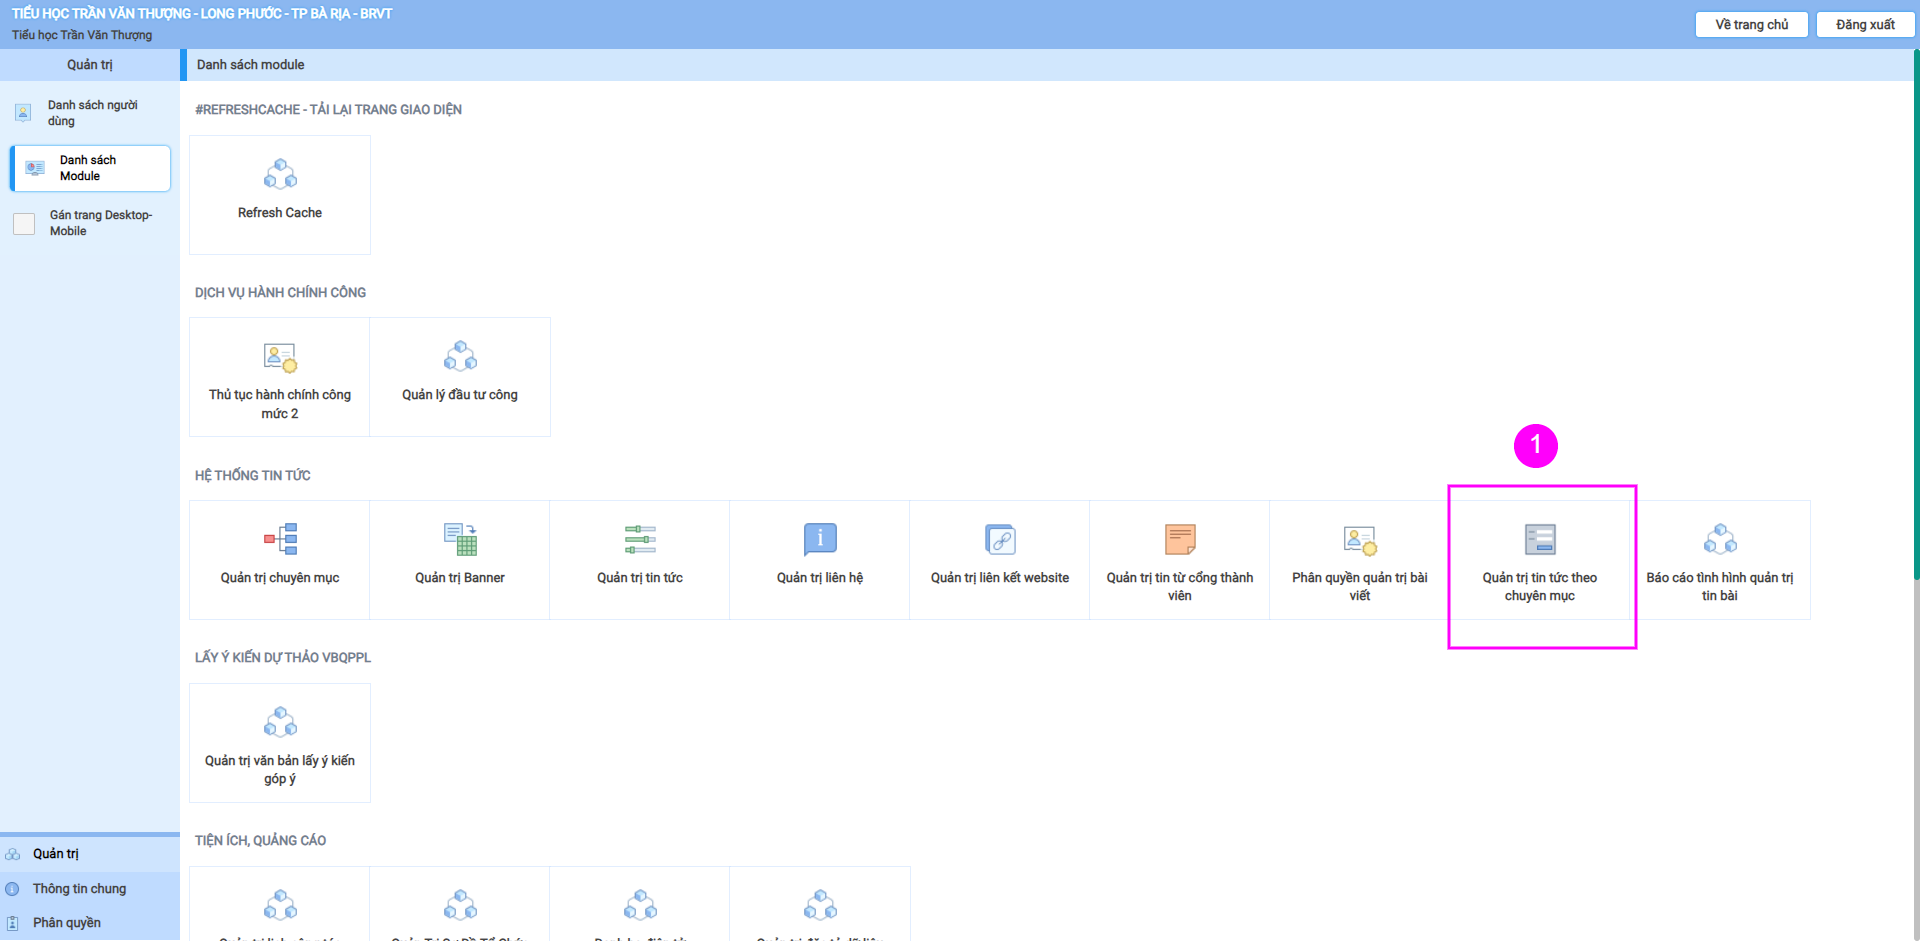 TIỂU HỌC TRẦN VĂN THƯỢNG - LONG PHƯỚC - TP BÀ RỊA - BRVT
Tiểu học Trần Văn Thượng
Về trang chủ
Đăng xuất
Quản trị
Danh sách module
Danh sách người
dùng
Danh sách
Module
Gán trang Desktop-
Mobile
#REFRESHCACHE - TẢI LẠI TRANG GIAO DIỆN
Refresh Cache
DỊCH VỤ HÀNH CHÍNH CÔNG
Thủ tục hành chính công
mức 2
Quản lý đầu tư công
1
HỆ THỐNG TIN TỨC
Quản trị chuyên mục
Quản trị Banner
Quản trị tin tức
Quản trị liên hệ
Quản trị liên kết website
Quản trị tin từ cổng thành
viên
Phân quyền quản trị bài
viết
Quản trị tin tức theo
chuyên mục
Báo cáo tình hình quản trị
tin bài
LẤY Ý KIẾN DỰ THẢO VBQPPL
Quản trị văn bản lấy ý kiến
góp ý
TIỆN ÍCH, QUẢNG CÁO
Quản trị
Thông tin chung
Phân quyền